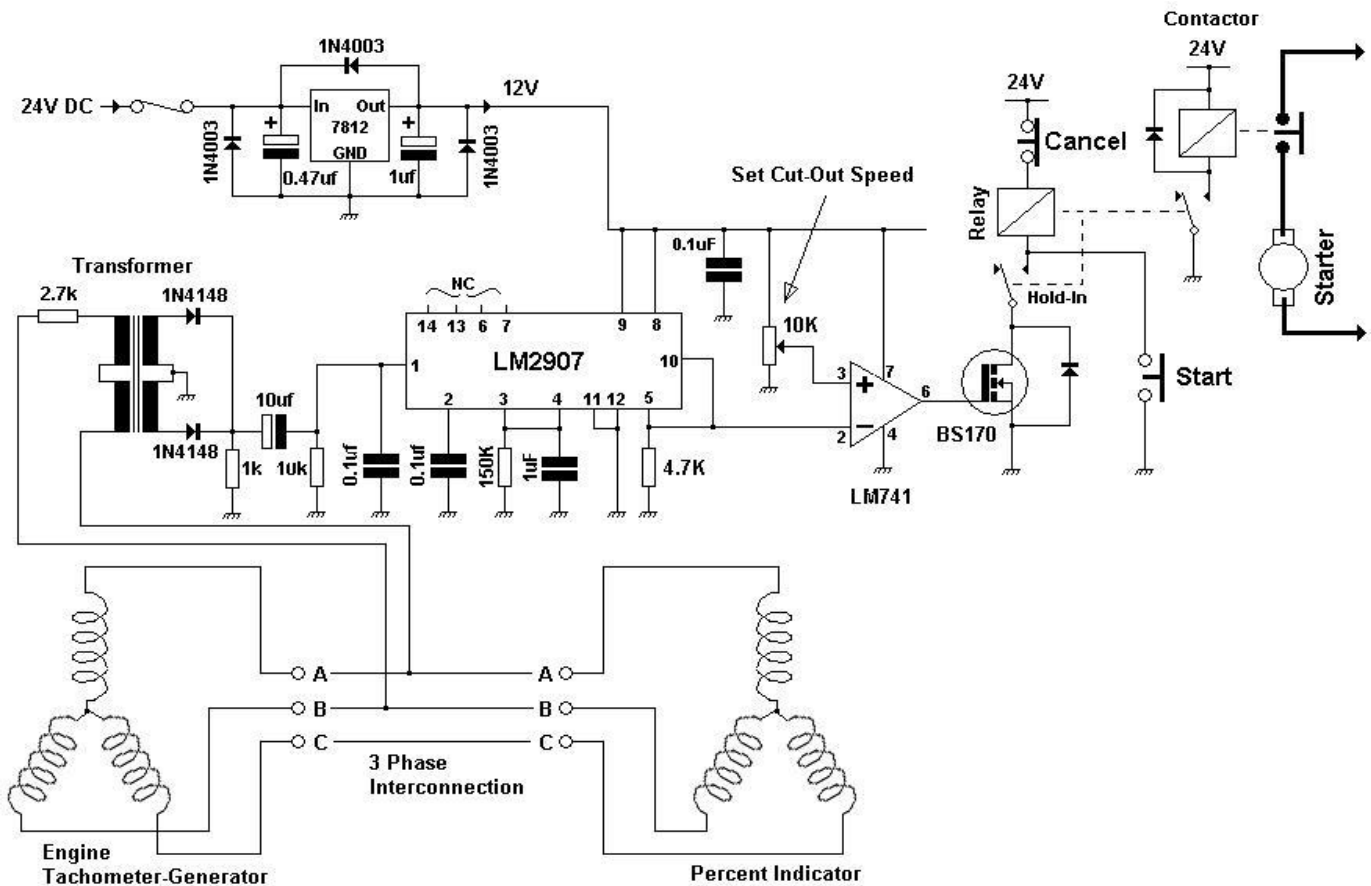 Contactor
24V
1N4003
24V
24V DC
In Out
7812
GND
+
+
12V
1N4003
0.47uf
1uf
1N4003
Cancel
Set Cut-Out Speed
Relay
0.1uF
Starter
Transformer
2.7k
1N4148
NC
14 13 6 7
9 8
Hold-In
10K
1
LM2907
10
3
+
7
6
Start
10uf
2 3 4 11 12 5
2
−
4
BS170
1N4148
1k
10k
0.1uf
0.1uf
150K
1uF
4.7K
LM741
A
A
B
B
C
C
3 Phase
Interconnection
Engine
Tachometer-Generator
Percent Indicator